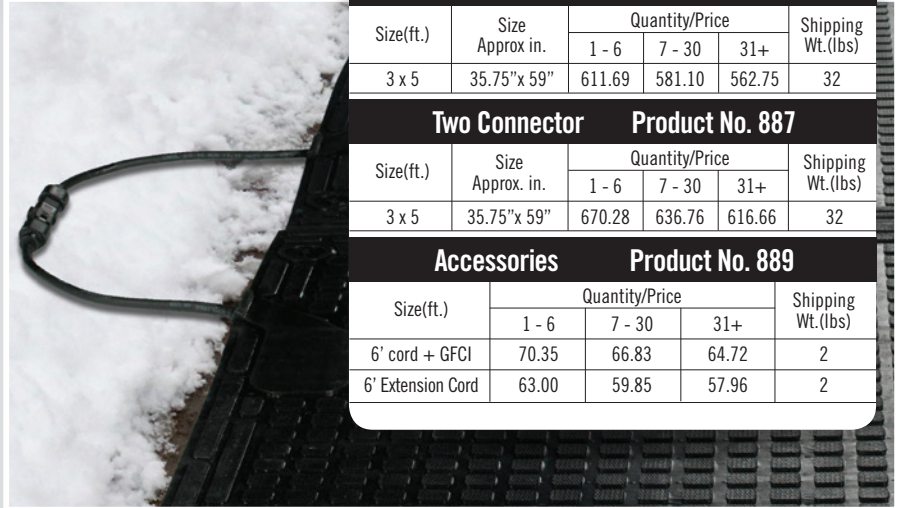 Size(ft.) Size Approx in. Quantity/Price Shipping Wt.(lbs)
1 - 6 7 - 30 31+
3 x 5 35.75”x 59” 611.69 581.10 562.75 32
Two Connector Product No. 887
Size(ft.) Size Approx. in. Quantity/Price Shipping Wt.(lbs)
1 - 6 7 - 30 31+
3 x 5 35.75”x 59” 670.28 636.76 616.66 32
Accessories Product No. 889
Size(ft.) Quantity/Price Shipping Wt.(lbs)
1 - 6 7 - 30 31+
6’ cord + GFCI 70.35 66.83 64.72 2
6’ Extension Cord 63.00 59.85 57.96 2